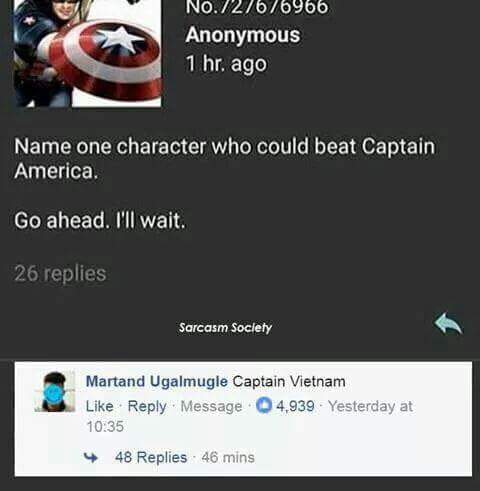 No.727676966
Anonymous
1 hr. ago
Name one character who could beat Captain
America.
Go ahead. I'll wait.
26 replies
Sarcasm Society
Martand Ugalmugle Captain Vietnam
Like · Reply · Message · 4,939 · Yesterday at
10:35
48 Replies · 46 mins